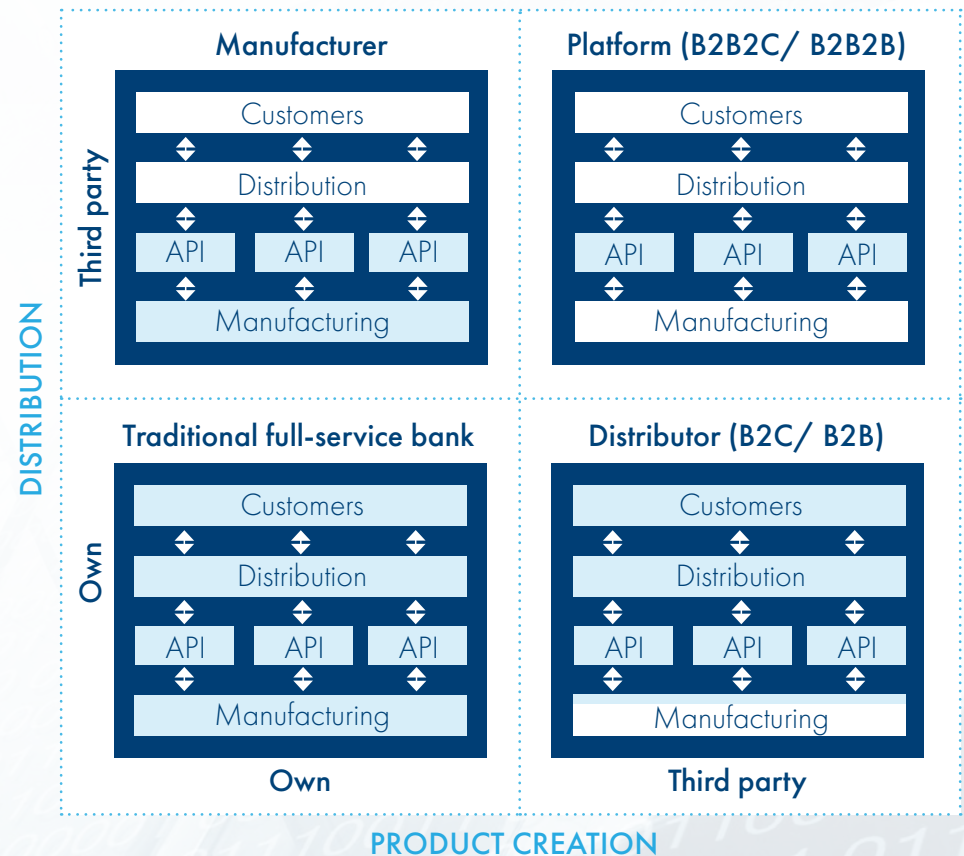 Manufacturer
Customers
Distribution
API API API
Manufacturing
Platform (B2B2C/ B2B2B)
Customers
Distribution
API API API
Manufacturing
Third party
DISTRIBUTION
Traditional full-service bank
Customers
Distribution
API API API
Manufacturing
Distributor (B2C/ B2B)
Customers
Distribution
API API API
Manufacturing
Own
Own
Third party
PRODUCT CREATION